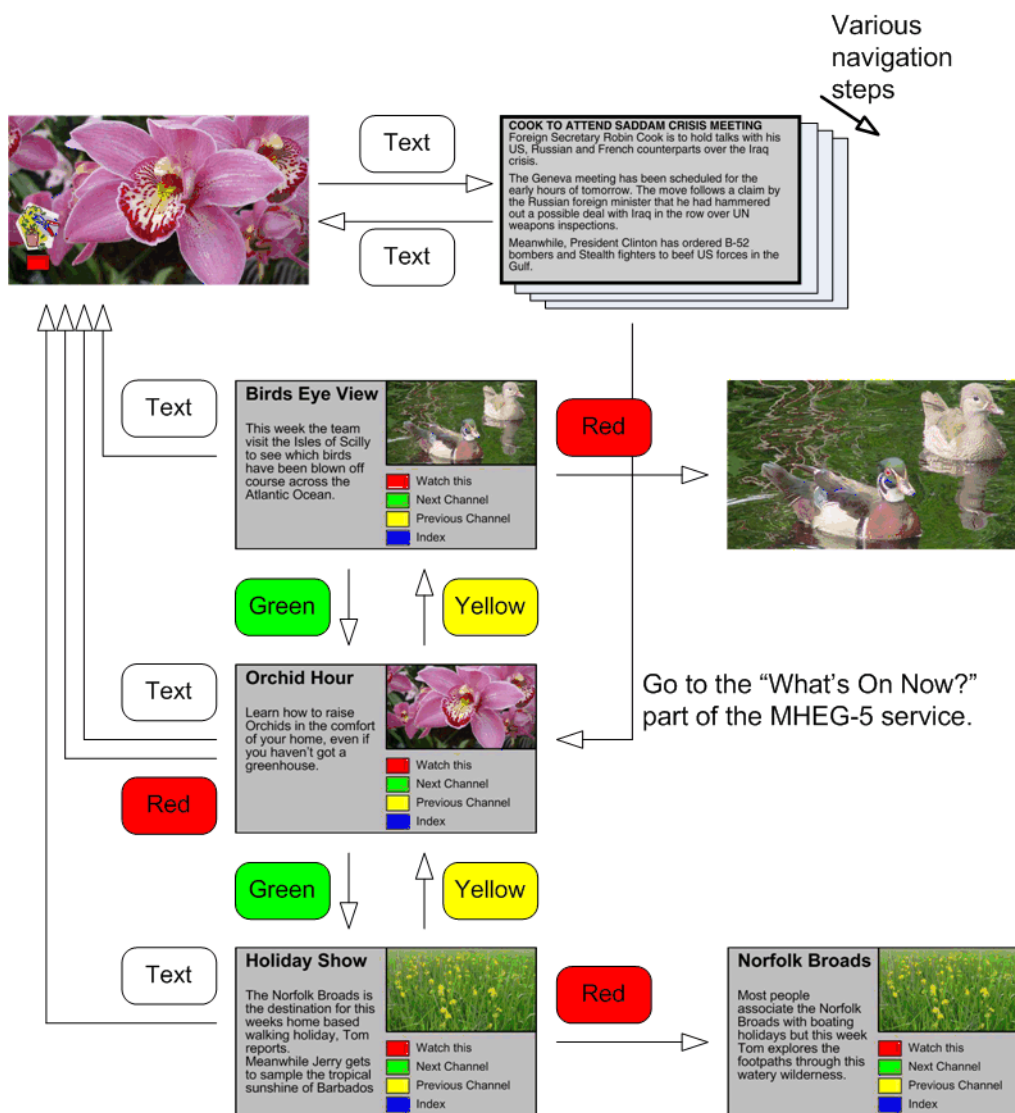 Various
navigation
steps
Text
COOK TO ATTEND SADDAM CRISIS MEETING
Foreign Secretary Robin Cook is to hold talks with his
US, Russian and French counterparts over the Iraq
crisis.
The Geneva meeting has been scheduled for the
early hours of tomorrow. The move follows a claim by
the Russian foreign minister that he had hammered
out a possible deal with Iraq in the row over UN
weapons inspections.
Meanwhile, President Clinton has ordered B-52
bombers and Stealth fighters to beef US forces in the
Gulf.
Text
Text
Birds Eye View
This week the team
visit the Isles of Scilly
to see which birds
have been blown off
course across the
Atlantic Ocean.
Watch this
Next Channel
Previous Channel
Index
Red
Green
Yellow
Text
Orchid Hour
Learn how to raise
Orchids in the comfort
of your home, even if
you haven't got a
greenhouse.
Watch this
Next Channel
Previous Channel
Index
Go to the “What's On Now?”
part of the MHEG-5 service.
Red
Green
Yellow
Text
Holiday Show
The Norfolk Broads is
the destination for this
weeks home based
walking holiday, Tom
reports.
Meanwhile Jerry gets
to sample the tropical
sunshine of Barbados
Watch this
Next Channel
Previous Channel
Index
Red
Norfolk Broads
Most people
associate the Norfolk
Broads with boating
holidays but this week
Tom explores the
footpaths through this
watery wilderness.
Watch this
Next Channel
Previous Channel
Index